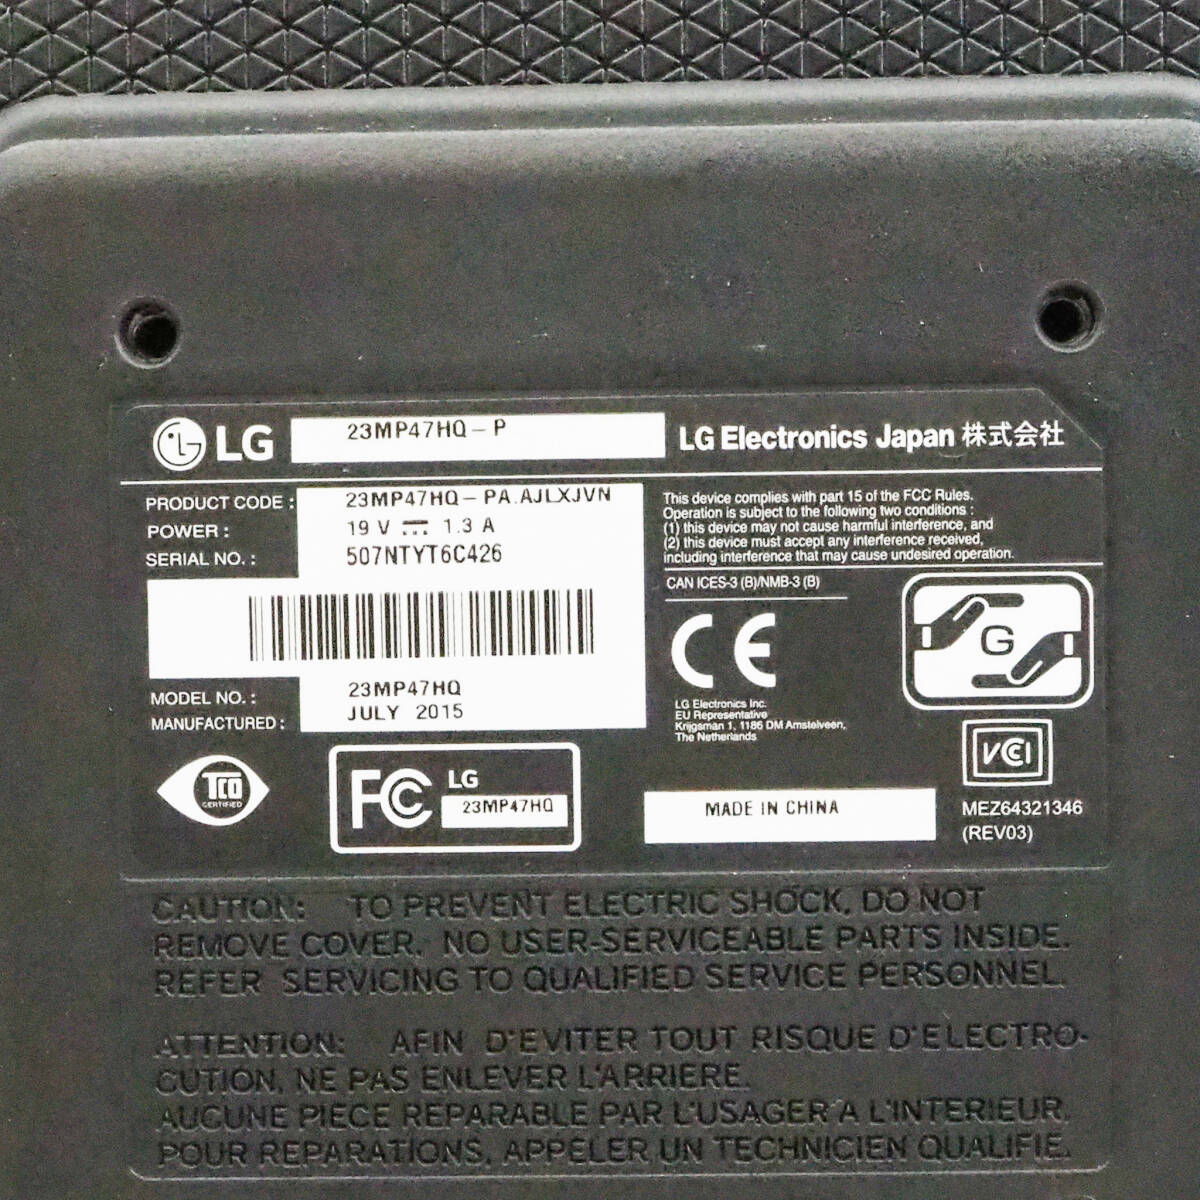 LG 23MP47HQ-P LG Electronics Japan 株式会社
PRODUCT CODE : 23MP47HQ-PA.AJLXJVN
POWER : 19 V ⎓ 1.3 A
SERIAL NO. : 507NTYT6C426
MODEL NO. : 23MP47HQ
MANUFACTURED : JULY 2015
TCO
CERTIFIED
FC LG
23MP47HQ
This device complies with part 15 of the FCC Rules.
Operation is subject to the following two conditions :
(1) this device may not cause harmful interference, and
(2) this device must accept any interference received,
including interference that may cause undesired operation.
CAN ICES-3 (B)/NMB-3 (B)
CE
G
LG Electronics Inc.
EU Representative
Krijgsman 1, 1186 DM Amstelveen,
The Netherlands
VCCI
MADE IN CHINA
MEZ64321346
(REV03)
CAUTION: TO PREVENT ELECTRIC SHOCK, DO NOT
REMOVE COVER. NO USER-SERVICEABLE PARTS INSIDE.
REFER SERVICING TO QUALIFIED SERVICE PERSONNEL.
ATTENTION: AFIN D'EVITER TOUT RISQUE D'ELECTRO-
CUTION, NE PAS ENLEVER L'ARRIERE.
AUCUNE PIECE REPARABLE PAR L'USAGER A L'INTERIEUR.
POUR REPARATIONS, APPELER UN TECHNICIEN QUALIFIE.